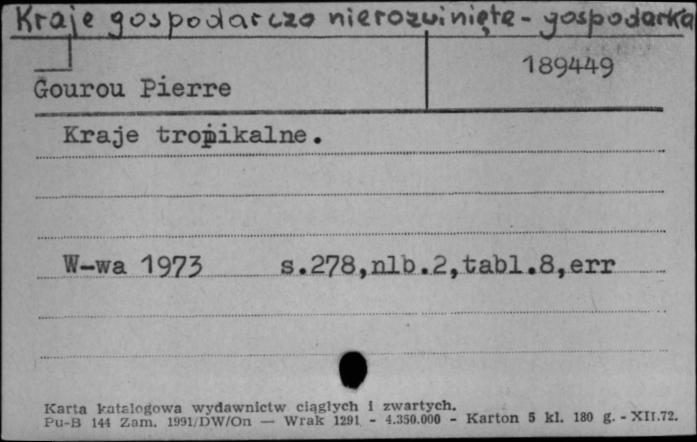 Kraje gospodarczo nierozwinięte - gospodarka
189449
Gourou Pierre
Kraje tropikalne.
W-wa 1973 s.278,nlb.2,tabl.8,err
Karta katalogowa wydawnictw ciągłych i zwartych.
Pu-B 144 Zam. 1991/DW/On — Wrak 1291 - 4.350.000 - Karton 5 kl. 180 g. - XII.72.